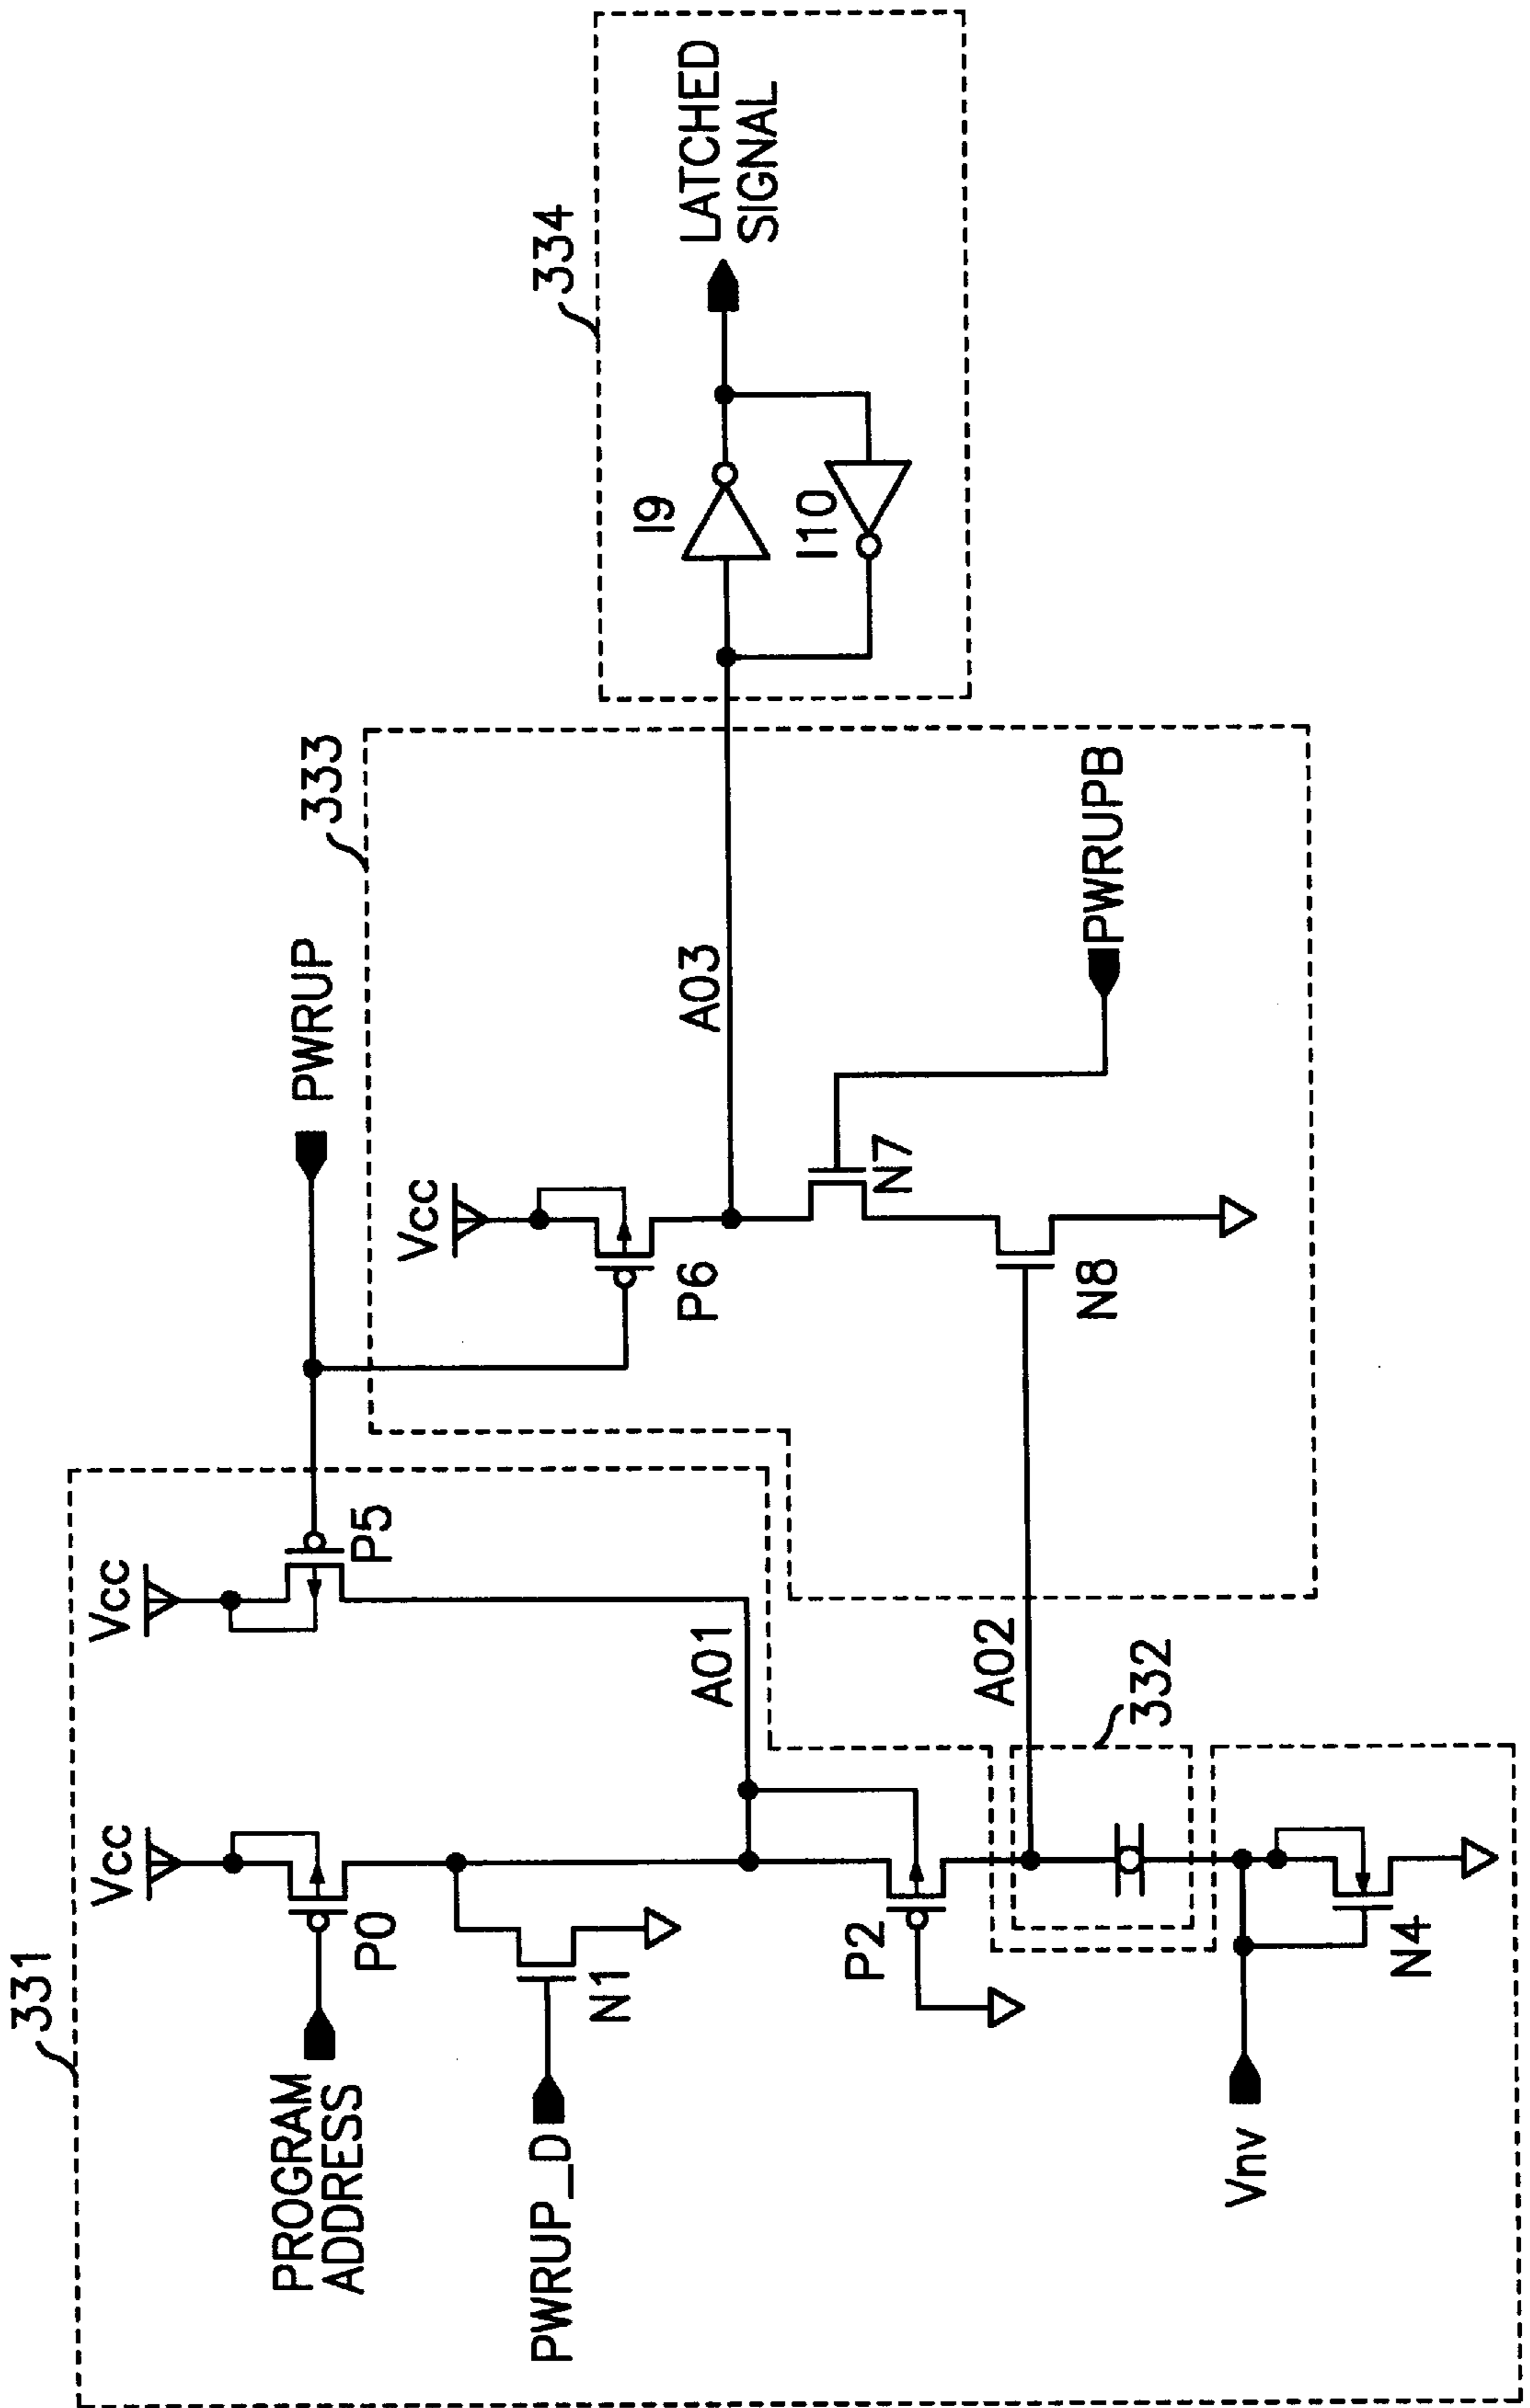 331
PROGRAM
ADDRESS
Vcc
P0
PWRUP_D
N1
Vcc
P5
A01
P2
A02
332
Vnv
N4
PWRUP
333
Vcc
P6
A03
N7
N8
PWRUPB
334
I9
I10
LATCHED
SIGNAL